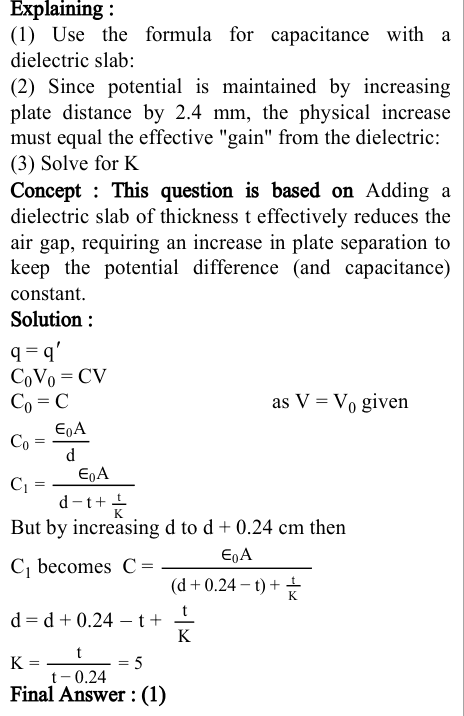 Explaining :
(1) Use the formula for capacitance with a
dielectric slab:
(2) Since potential is maintained by increasing
plate distance by 2.4 mm, the physical increase
must equal the effective "gain" from the dielectric:
(3) Solve for K
Concept : This question is based on Adding a
dielectric slab of thickness t effectively reduces the
air gap, requiring an increase in plate separation to
keep the potential difference (and capacitance)
constant.
Solution :
q = q′
C₀V₀ = CV
C₀ = C as V = V₀ given
C₀ = ∈₀A / d
C₁ = ∈₀A / (d – t + t/K)
But by increasing d to d + 0.24 cm then
C₁ becomes C = ∈₀A / ((d + 0.24 – t) + t/K)
d = d + 0.24 – t + t/K
K = t / (t – 0.24) = 5
Final Answer : (1)